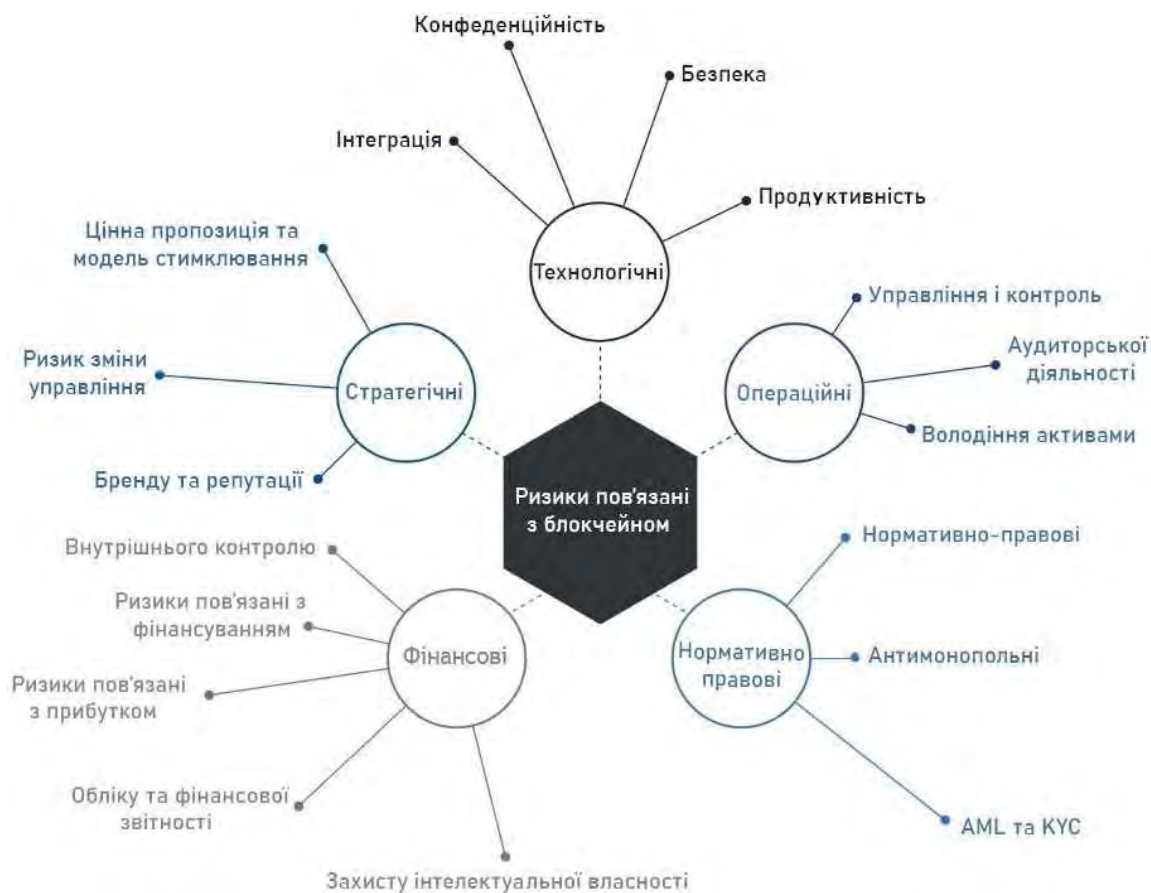 Конфеденційність
Безпека
Інтеграція
Продуктивність
Технологічні
Цінна пропозиція та
модель стимклювання
Ризик зміни
управління
Стратегічні
Бренду та репутації
Управління і контроль
Аудиторської
діяльності
Операційні
Володіння активами
Ризики пов'язані
з блокчейном
Внутрішнього контролю
Ризики пов'язані з
фінансуванням
Фінансові
Ризики пов'язані
з прибутком
Обліку та фінансової
звітності
Захисту інтелектуальної власності
Нормативно-правові
Нормативно
правові
Антимонопольні
AML та KYC